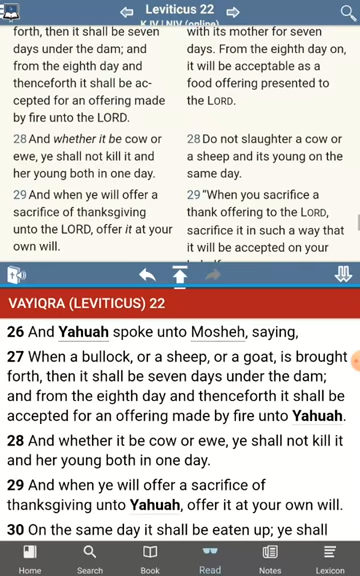 Leviticus 22
KJV | NIV (online)
forth, then it shall be seven
days under the dam; and
from the eighth day and
thenceforth it shall be ac-
cepted for an offering made
by fire unto the LORD.
28 And whether it be cow or
ewe, ye shall not kill it and
her young both in one day.
29 And when ye will offer a
sacrifice of thanksgiving
unto the LORD, offer it at your
own will.
with its mother for seven
days. From the eighth day on,
it will be acceptable as a
food offering presented to
the LORD.
28 Do not slaughter a cow or
a sheep and its young on the
same day.
29 “When you sacrifice a
thank offering to the LORD,
sacrifice it in such a way that
it will be accepted on your
VAYIQRA (LEVITICUS) 22
26 And Yahuah spoke unto Mosheh, saying,
27 When a bullock, or a sheep, or a goat, is brought
forth, then it shall be seven days under the dam;
and from the eighth day and thenceforth it shall be
accepted for an offering made by fire unto Yahuah.
28 And whether it be cow or ewe, ye shall not kill it
and her young both in one day.
29 And when ye will offer a sacrifice of
thanksgiving unto Yahuah, offer it at your own will.
30 On the same day it shall be eaten up; ye shall
Home Search Book Read Notes Lexicon